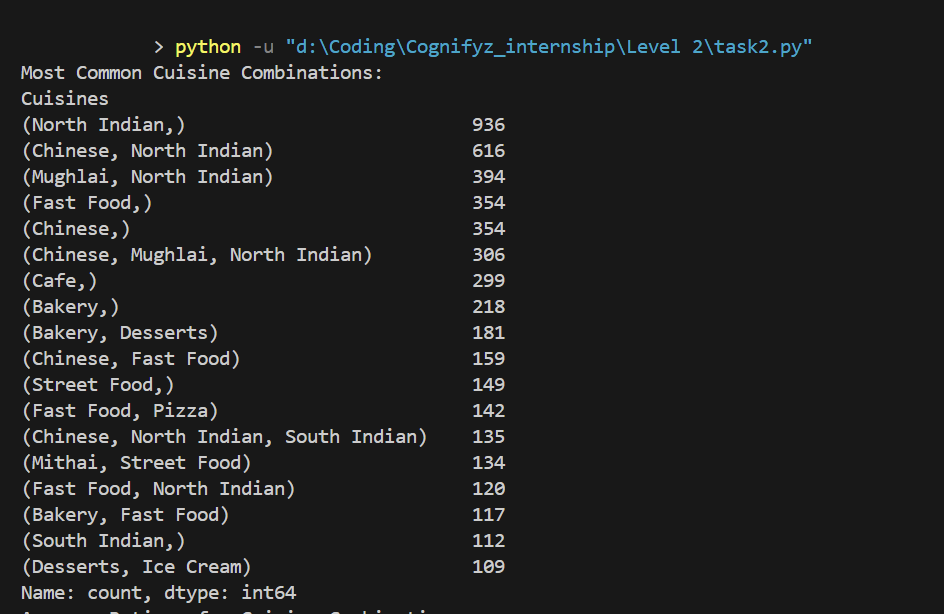 > python -u "d:\Coding\Cognifyz_internship\Level 2\task2.py"
Most Common Cuisine Combinations:
Cuisines
(North Indian,) 936
(Chinese, North Indian) 616
(Mughlai, North Indian) 394
(Fast Food,) 354
(Chinese,) 354
(Chinese, Mughlai, North Indian) 306
(Cafe,) 299
(Bakery,) 218
(Bakery, Desserts) 181
(Chinese, Fast Food) 159
(Street Food,) 149
(Fast Food, Pizza) 142
(Chinese, North Indian, South Indian) 135
(Mithai, Street Food) 134
(Fast Food, North Indian) 120
(Bakery, Fast Food) 117
(South Indian,) 112
(Desserts, Ice Cream) 109
Name: count, dtype: int64